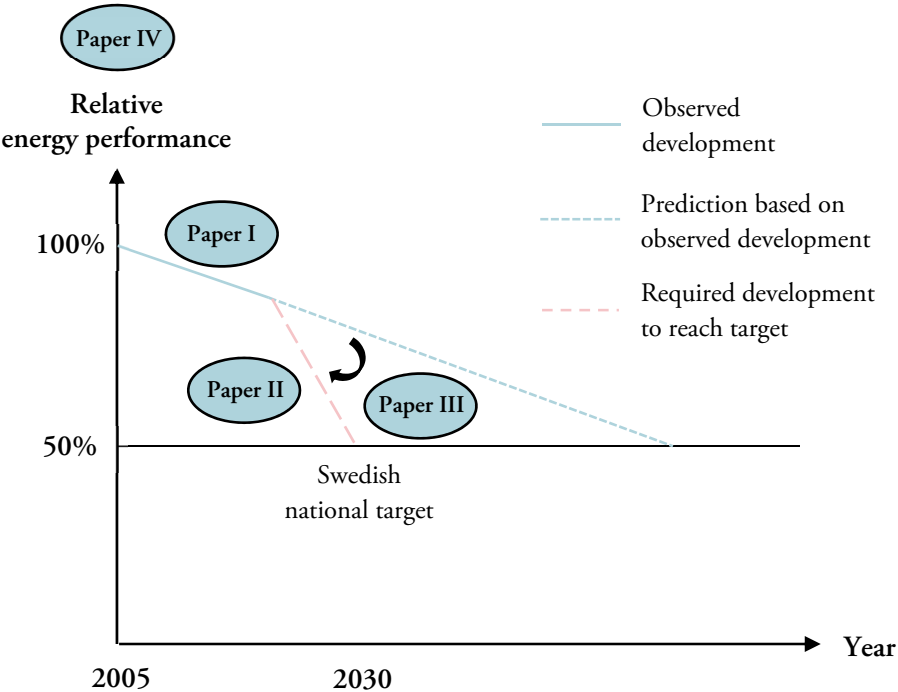 Paper IV
Relative
energy performance
Observed
development
Prediction based on
observed development
Required development
to reach target
100%
Paper I
Paper II
Paper III
50%
Swedish
national target
Year
2005
2030